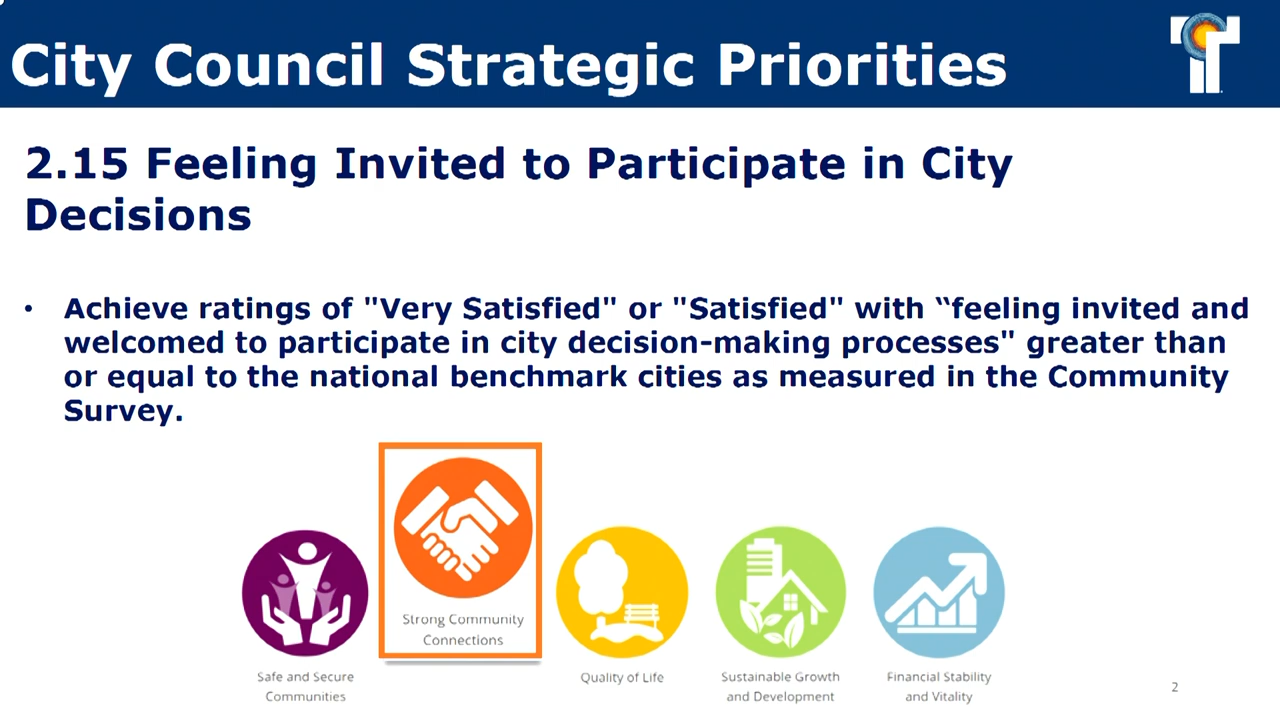 City Council Strategic Priorities
2.15 Feeling Invited to Participate in City
Decisions
• Achieve ratings of "Very Satisfied" or "Satisfied" with “feeling invited and
welcomed to participate in city decision-making processes" greater than
or equal to the national benchmark cities as measured in the Community
Survey.
Strong Community
Connections
Safe and Secure
Communities
Quality of Life
Sustainable Growth
and Development
Financial Stability
and Vitality
2